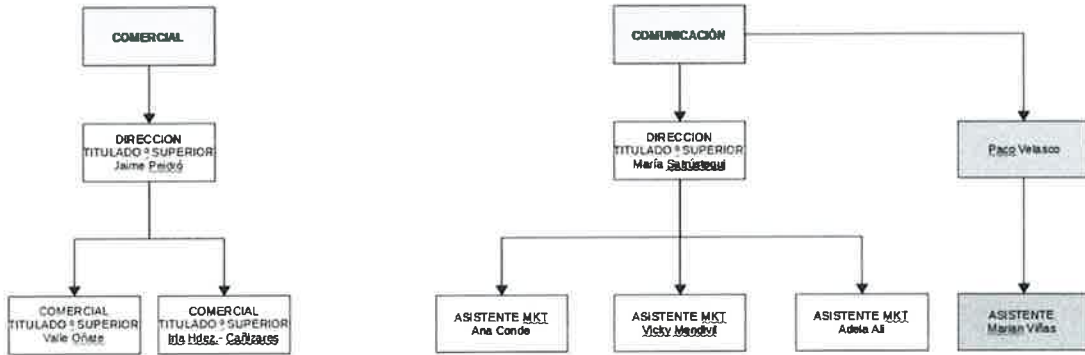 COMERCIAL
DIRECCION
TITULADO º SUPERIOR
Jaime Peidró
COMERCIAL
TITULADO º SUPERIOR
Valle Oñate
COMERCIAL
TITULADO º SUPERIOR
Iris Hdez.- Cañizares
COMUNICACIÓN
DIRECCION
TITULADO º SUPERIOR
María Satrústegui
Paco Velasco
ASISTENTE MKT
Ana Conde
ASISTENTE MKT
Vicky Mendivil
ASISTENTE MKT
Adela Ali
ASISTENTE
Marian Viñas